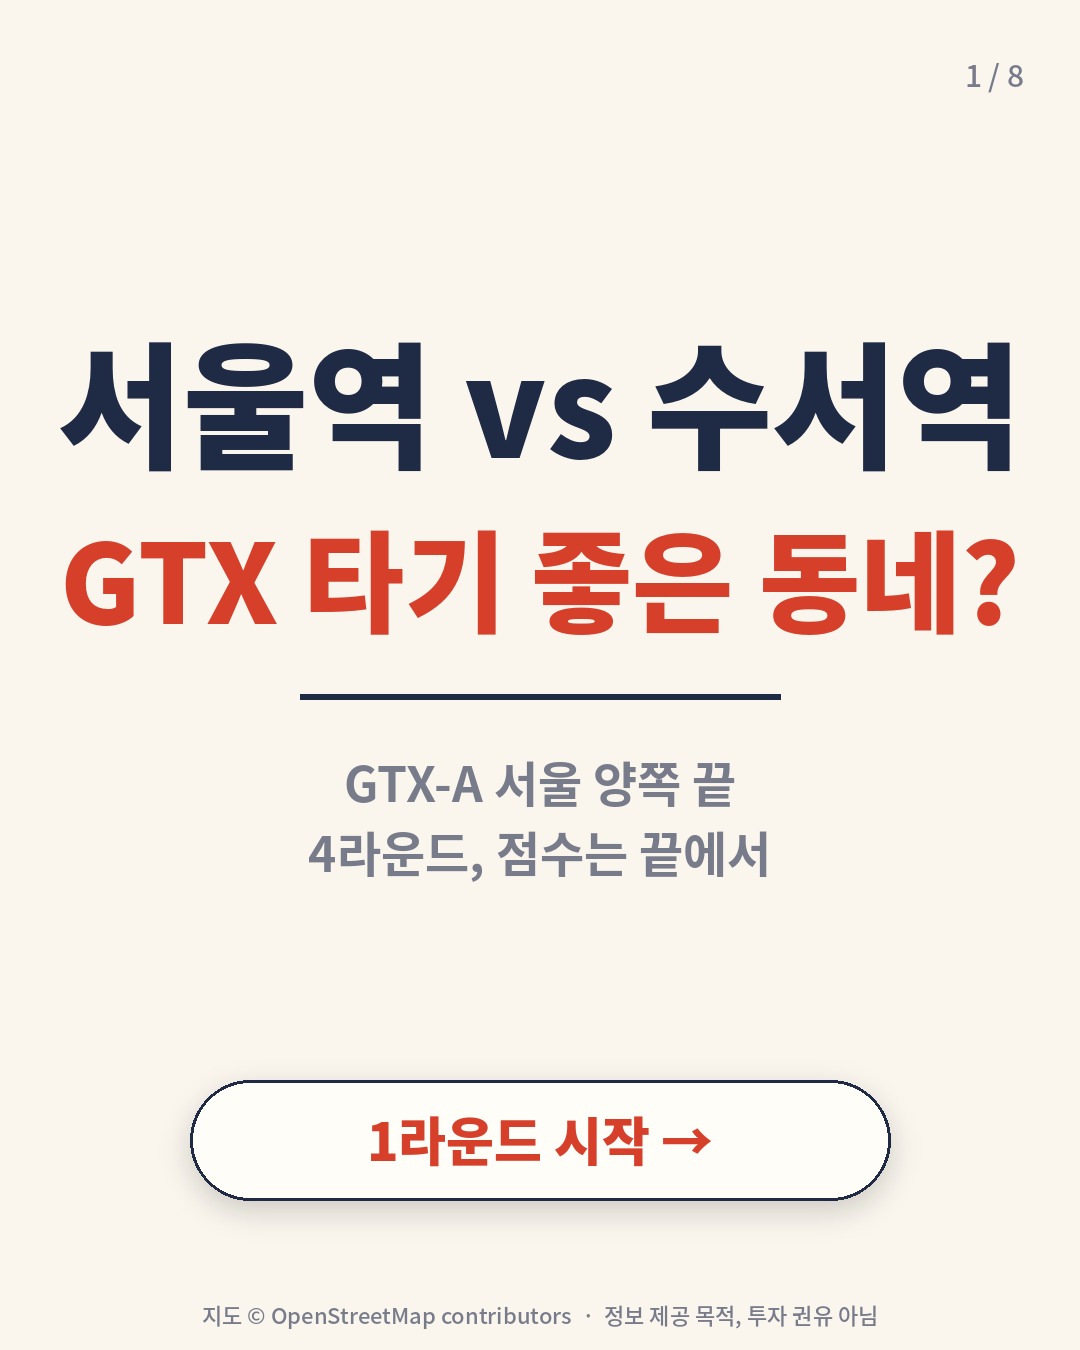 1 / 8
서울역 vs 수서역
GTX 타기 좋은 동네?
GTX-A 서울 양쪽 끝
4라운드, 점수는 끝에서
1라운드 시작 →
지도 © OpenStreetMap contributors · 정보 제공 목적, 투자 권유 아님